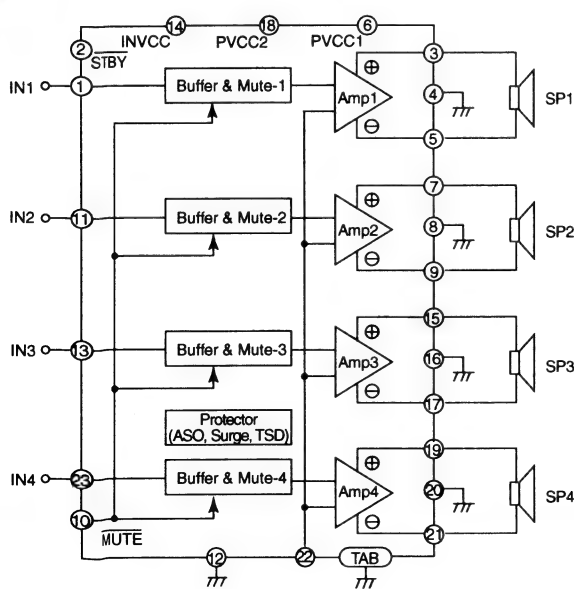 14 18 6
INVCC PVCC2 PVCC1
2 STBY
3
IN1 1 Buffer & Mute-1 ⊕ Amp1 ⊖ 4 SP1
5
7
IN2 11 Buffer & Mute-2 ⊕ Amp2 ⊖ 8 SP2
9
15
IN3 13 Buffer & Mute-3 ⊕ Amp3 ⊖ 16 SP3
17
Protector
(ASO, Surge, TSD)
19
IN4 23 Buffer & Mute-4 ⊕ Amp4 ⊖ 20 SP4
10 21
MUTE
12 22 TAB